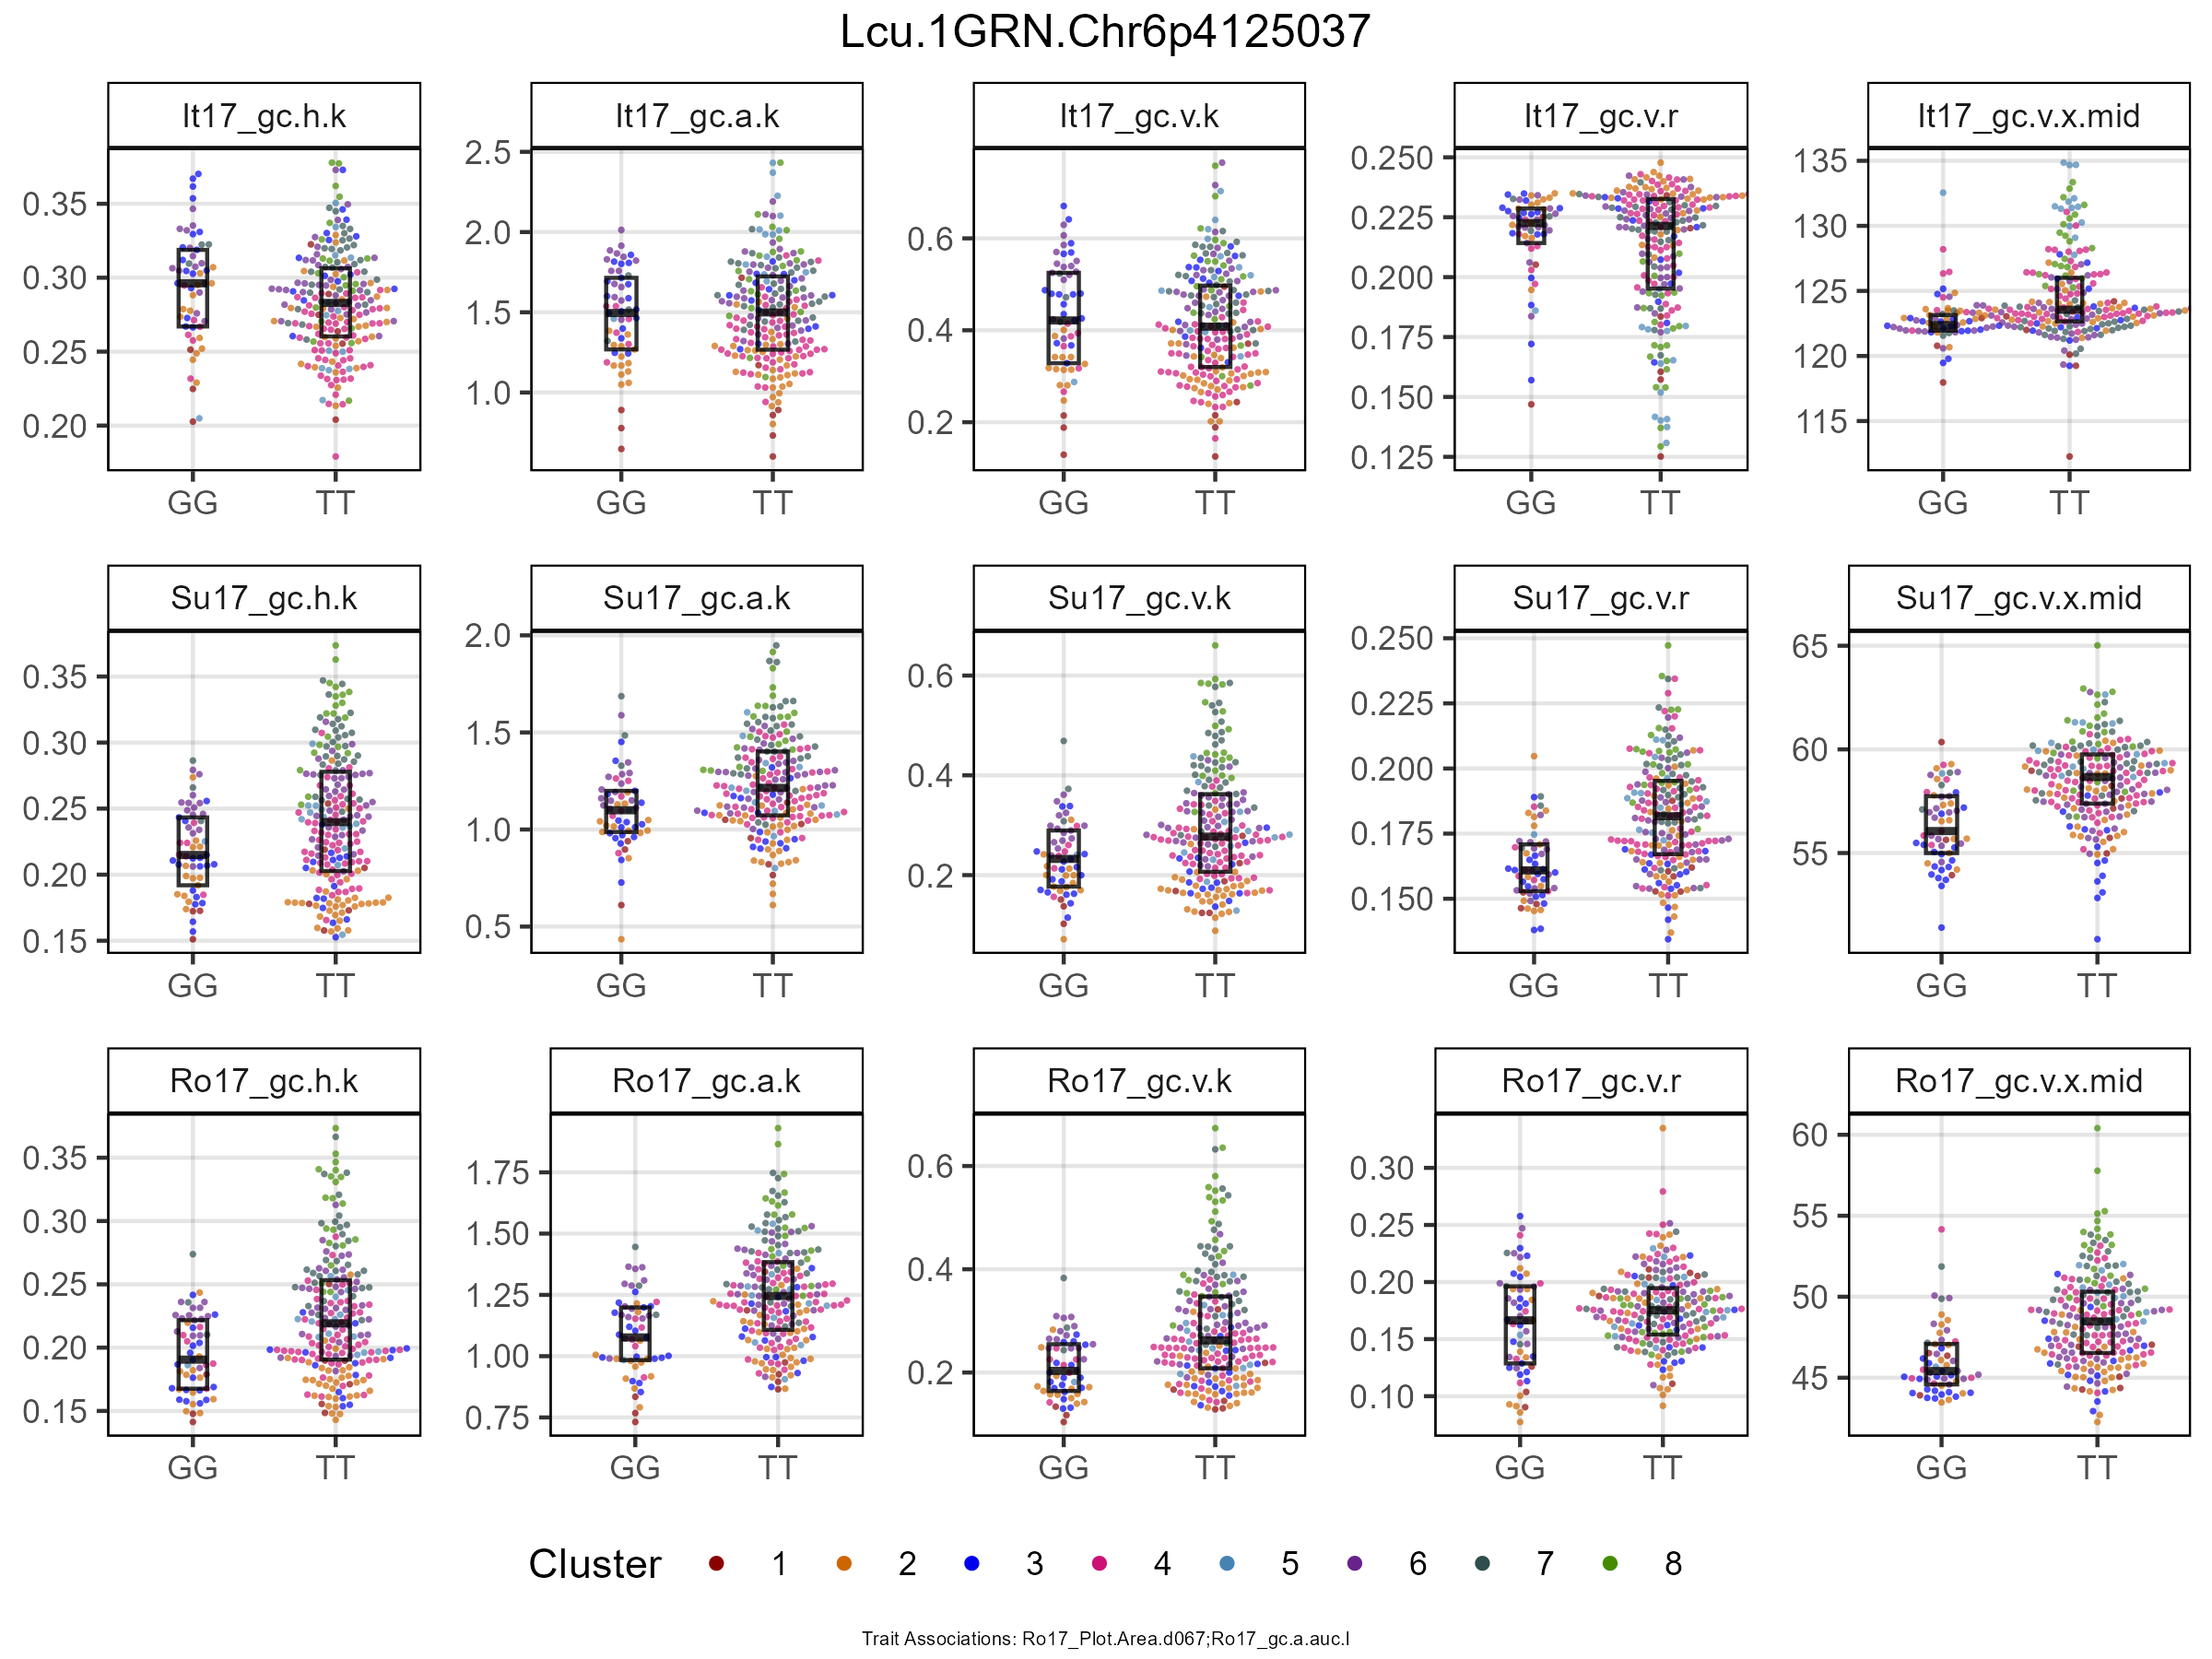 Lcu.1GRN.Chr6p4125037
It17_gc.h.k It17_gc.a.k It17_gc.v.k It17_gc.v.r It17_gc.v.x.mid
0.35 0.30 0.25 0.20 2.5 2.0 1.5 1.0 0.6 0.4 0.2 0.250 0.225 0.200 0.175 0.150 0.125 135 130 125 120 115
GG TT GG TT GG TT GG TT GG TT
Su17_gc.h.k Su17_gc.a.k Su17_gc.v.k Su17_gc.v.r Su17_gc.v.x.mid
0.35 0.30 0.25 0.20 0.15 2.0 1.5 1.0 0.5 0.6 0.4 0.2 0.250 0.225 0.200 0.175 0.150 65 60 55
GG TT GG TT GG TT GG TT GG TT
Ro17_gc.h.k Ro17_gc.a.k Ro17_gc.v.k Ro17_gc.v.r Ro17_gc.v.x.mid
0.35 0.30 0.25 0.20 0.15 1.75 1.50 1.25 1.00 0.75 0.6 0.4 0.2 0.30 0.25 0.20 0.15 0.10 60 55 50 45
GG TT GG TT GG TT GG TT GG TT
Cluster 1 2 3 4 5 6 7 8
Trait Associations: Ro17_Plot.Area.d067;Ro17_gc.a.auc.l